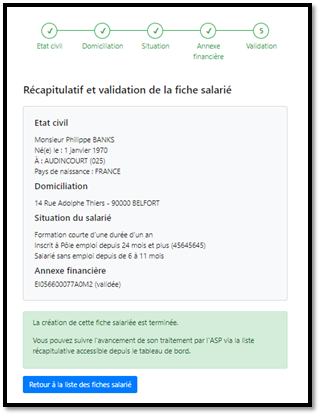 Etat civil
Domiciliation
Situation
Annexe
financière
5
Validation
Récapitulatif et validation de la fiche salarié
Etat civil
Monsieur Philippe BANKS
Né(e) le : 1 janvier 1970
À : AUDINCOURT (025)
Pays de naissance : FRANCE
Domiciliation
14 Rue Adolphe Thiers - 90000 BELFORT
Situation du salarié
Formation courte d'une durée d'un an
Inscrit à Pôle emploi depuis 24 mois et plus (45645645)
Salarié sans emploi depuis de 6 à 11 mois
Annexe financière
EI056600077A0M2 (validée)
La création de cette fiche salariée est terminée.
Vous pouvez suivre l'avancement de son traitement par l'ASP via la liste
récapitulative accessible depuis le tableau de bord.
Retour à la liste des fiches salarié